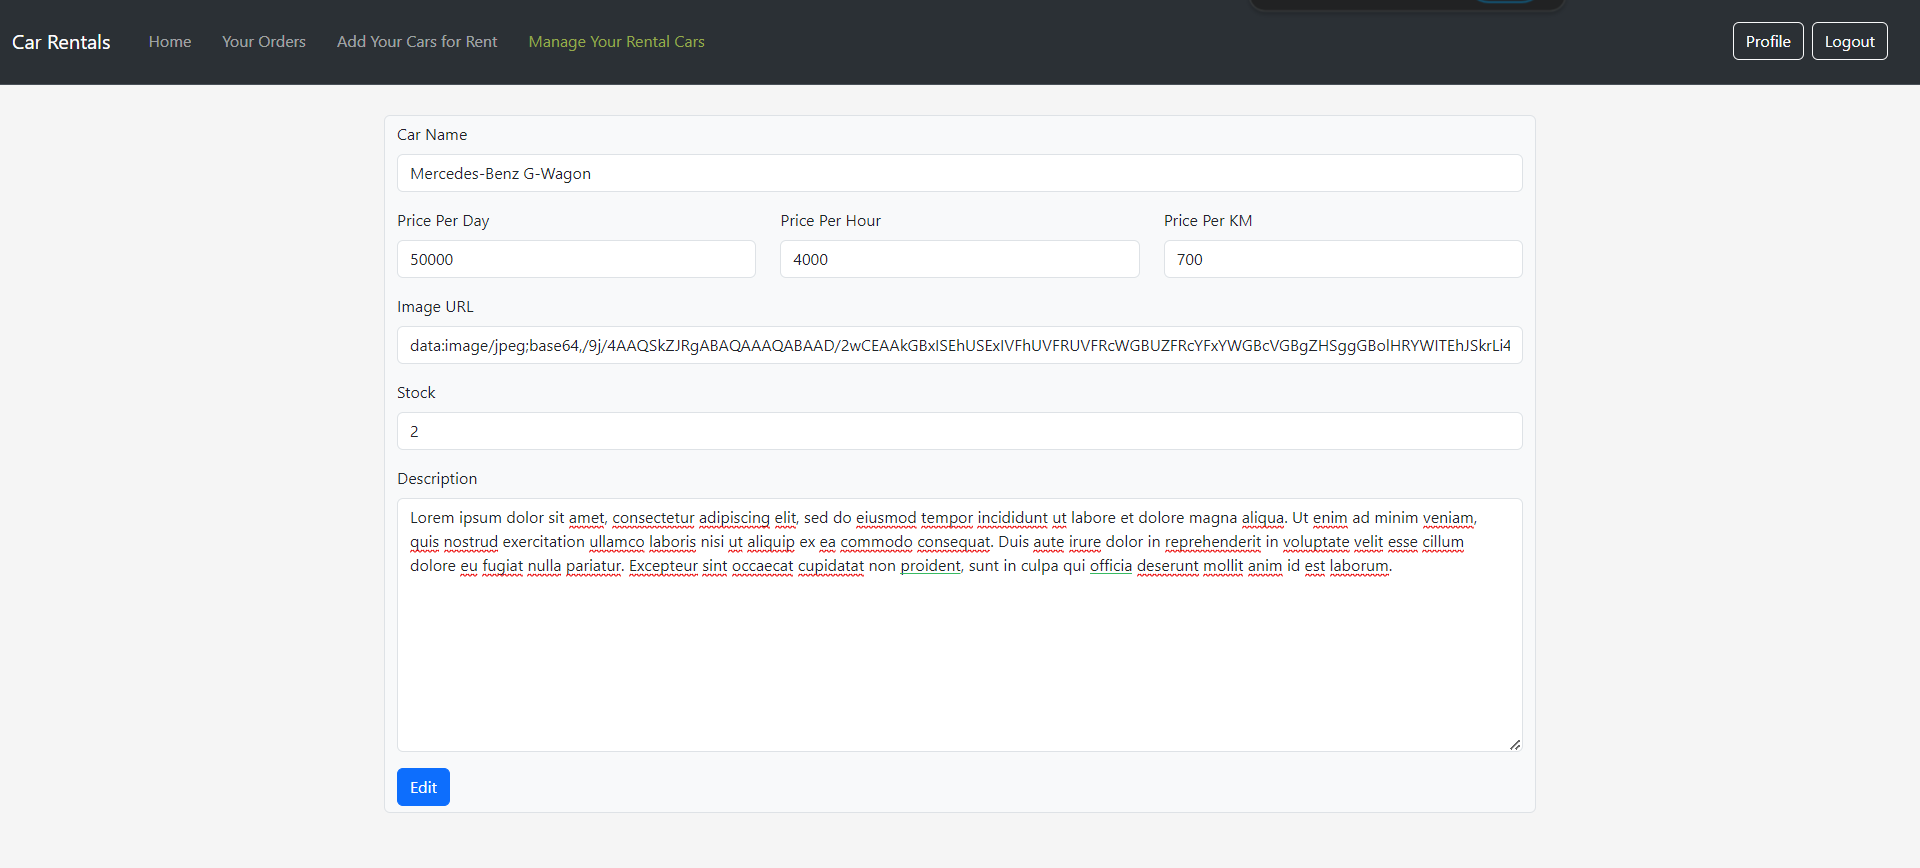 Car Rentals Home Your Orders Add Your Cars for Rent Manage Your Rental Cars Profile Logout
Car Name
Mercedes-Benz G-Wagon
Price Per Day Price Per Hour Price Per KM
50000 4000 700
Image URL
data:image/jpeg;base64,/9j/4AAQSkZJRgABAQAAAQABAAD/2wCEAAkGBxISEhUSExIVFhUVFRUVFRcWGBUZFRcYFxYWGBcVGBgZHSggGBolHRYWITEhJSkrLi4
Stock
2
Description
Lorem ipsum dolor sit amet, consectetur adipiscing elit, sed do eiusmod tempor incididunt ut labore et dolore magna aliqua. Ut enim ad minim veniam,
quis nostrud exercitation ullamco laboris nisi ut aliquip ex ea commodo consequat. Duis aute irure dolor in reprehenderit in voluptate velit esse cillum
dolore eu fugiat nulla pariatur. Excepteur sint occaecat cupidatat non proident, sunt in culpa qui officia deserunt mollit anim id est laborum.
Edit